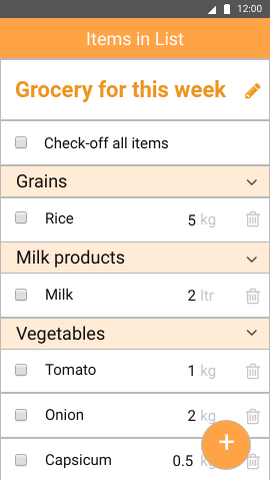 12:00
Items in List
Grocery for this week
Check-off all items
Grains
Rice 5 kg
Milk products
Milk 2 ltr
Vegetables
Tomato 1 kg
Onion 2 kg
Capsicum 0.5